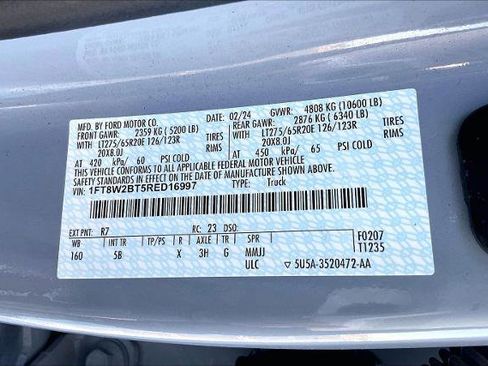 MFD. BY FORD MOTOR CO.
02/24 GVWR: 4808 KG (10600 LB)
FRONT GAWR: 2359 KG (5200 LB) REAR GAWR: 2876 KG (6340 LB)
LT275/65R20E 126/123R TIRES LT275/65R20E 126/123R TIRES
20X8.0J RIMS 20X8.0J RIMS
AT 420 kPa/ 60 PSI COLD AT 450 kPa/ 65 PSI COLD
THIS VEHICLE CONFORMS TO ALL APPLICABLE FEDERAL MOTOR VEHICLE SAFETY
STANDARDS IN EFFECT ON THE DATE OF MANUFACTURE SHOWN ABOVE.
VIN: 1FT8W2BT5RED16997 TYPE: Truck
EXT PNT: R7 RC: 23 DSO: F0207
WB INT TR TP/PS R AXLE TR SPR T1235
160 5B X 3H G MMJJ
ULC 5U5A-3520472-AA